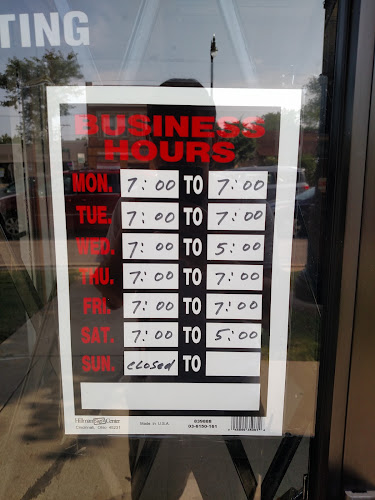 TING
BUSINESS
HOURS
MON. 7:00 TO 7:00
TUE. 7:00 TO 7:00
WED. 7:00 TO 5:00
THU. 7:00 TO 7:00
FRI. 7:00 TO 7:00
SAT. 7:00 TO 5:00
SUN. closed TO
Made in U.S.A.
839888